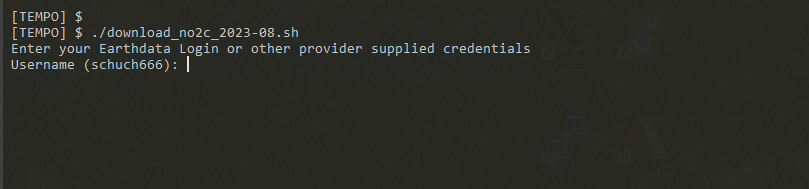 [TEMPO] $
[TEMPO] $ ./download_no2c_2023-08.sh
Enter your Earthdata Login or other provider supplied credentials
Username (schuch666):